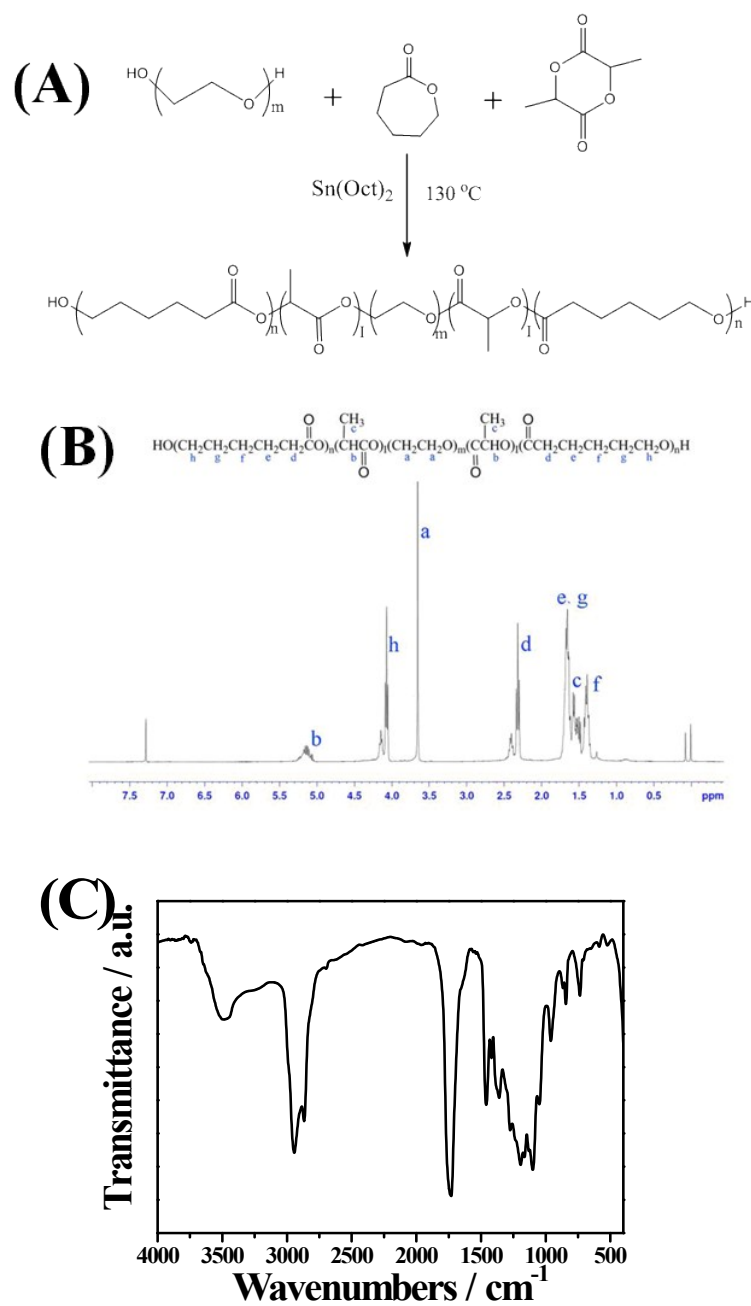 (A)
HO ( O ) m H
+
O O
+
O O O O
Sn(Oct)2 130 °C
HO ( O O ) n ( O O ) l ( O ) m ( O O ) l ( O O ) n H
(B)
O CH3 CH3 O
c c
HO(CH2CH2CH2CH2CH2CO)n(CHCO)l(CH2CH2O)m(CCHO)l(CCH2CH2CH2CH2CH2O)nH
h g f e d b a a b d e f g h
O O
a
e. g
h
d
c
f
b
7.5 7.0 6.5 6.0 5.5 5.0 4.5 4.0 3.5 3.0 2.5 2.0 1.5 1.0 0.5 ppm
(C)
Transmittance / a.u.
4000 3500 3000 2500 2000 1500 1000 500
Wavenumbers / cm-1